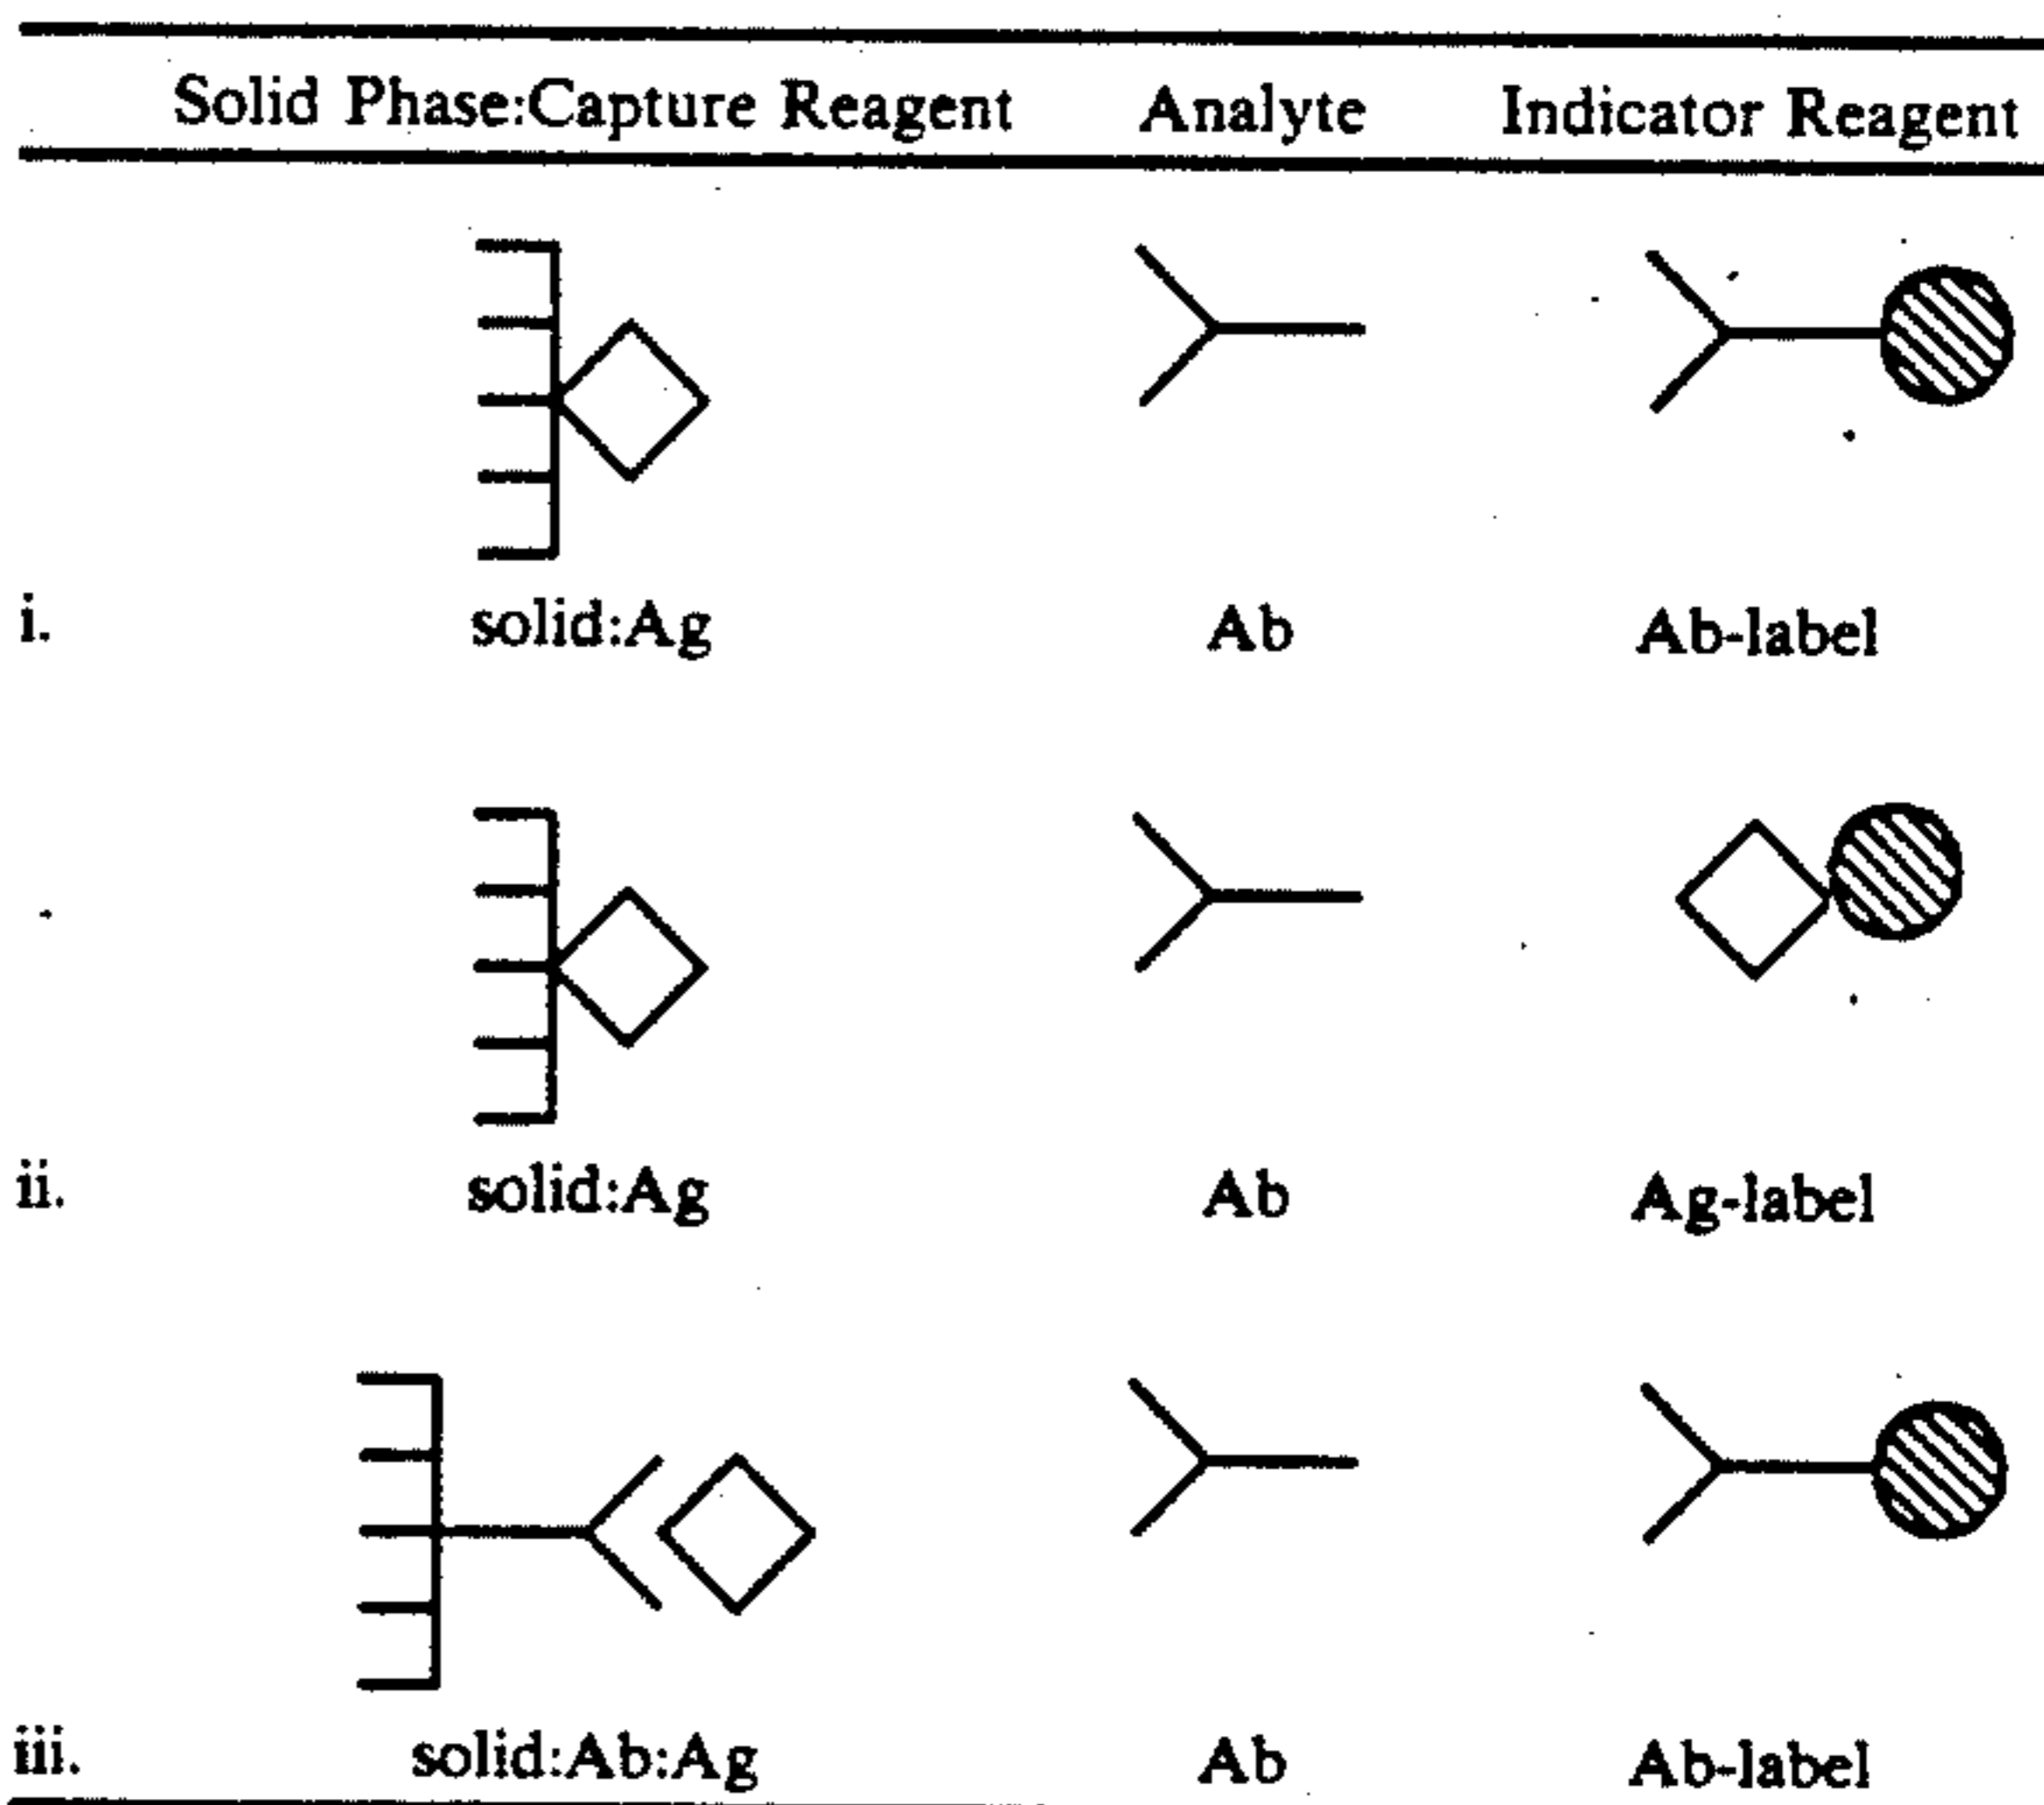 Solid Phase:Capture Reagent Analyte Indicator Reagent
i. solid:Ag Ab Ab-label
ii. solid:Ag Ab Ag-label
iii. solid:Ab:Ag Ab Ab-label